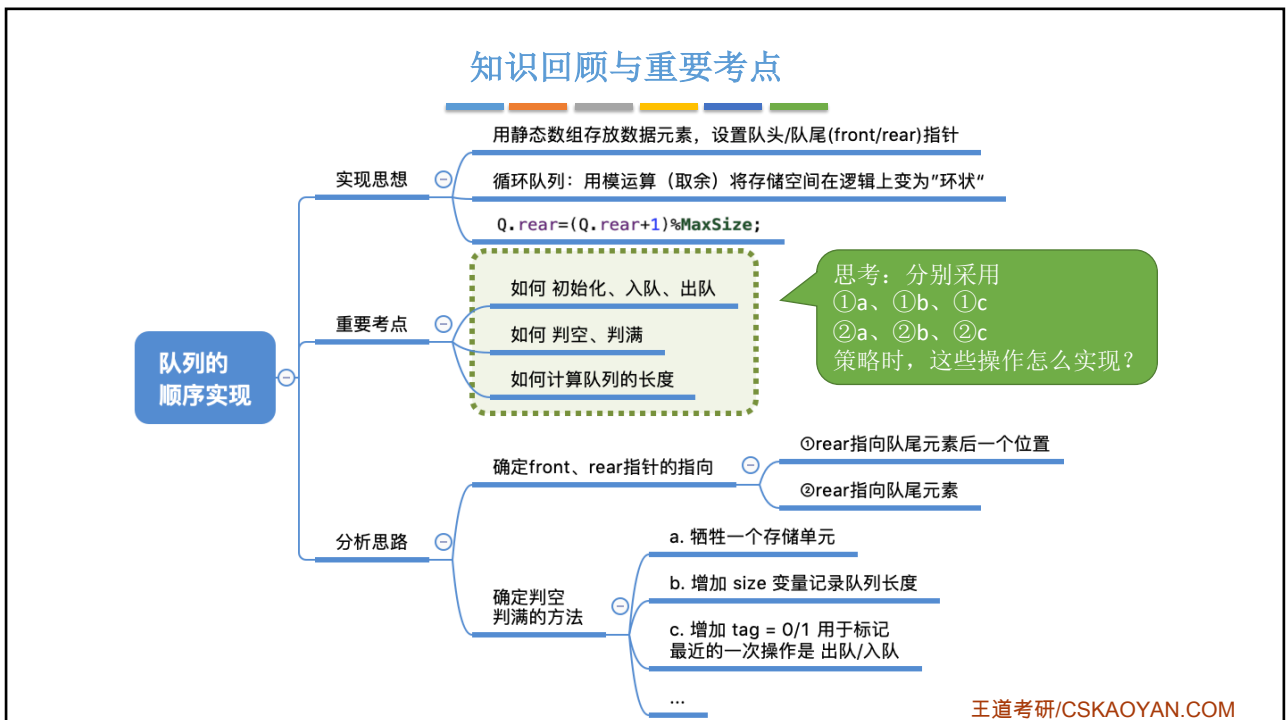 知识回顾与重要考点
用静态数组存放数据元素，设置队头/队尾(front/rear)指针
实现思想
循环队列：用模运算（取余）将存储空间在逻辑上变为"环状"
Q.rear=(Q.rear+1)%MaxSize;
如何 初始化、入队、出队
重要考点
如何 判空、判满
如何计算队列的长度
思考：分别采用
①a、①b、①c
②a、②b、②c
策略时，这些操作怎么实现？
队列的
顺序实现
①rear指向队尾元素后一个位置
确定front、rear指针的指向
②rear指向队尾元素
分析思路
a. 牺牲一个存储单元
b. 增加 size 变量记录队列长度
确定判空
判满的方法
c. 增加 tag = 0/1 用于标记
最近的一次操作是 出队/入队
...
王道考研/CSKAOYAN.COM